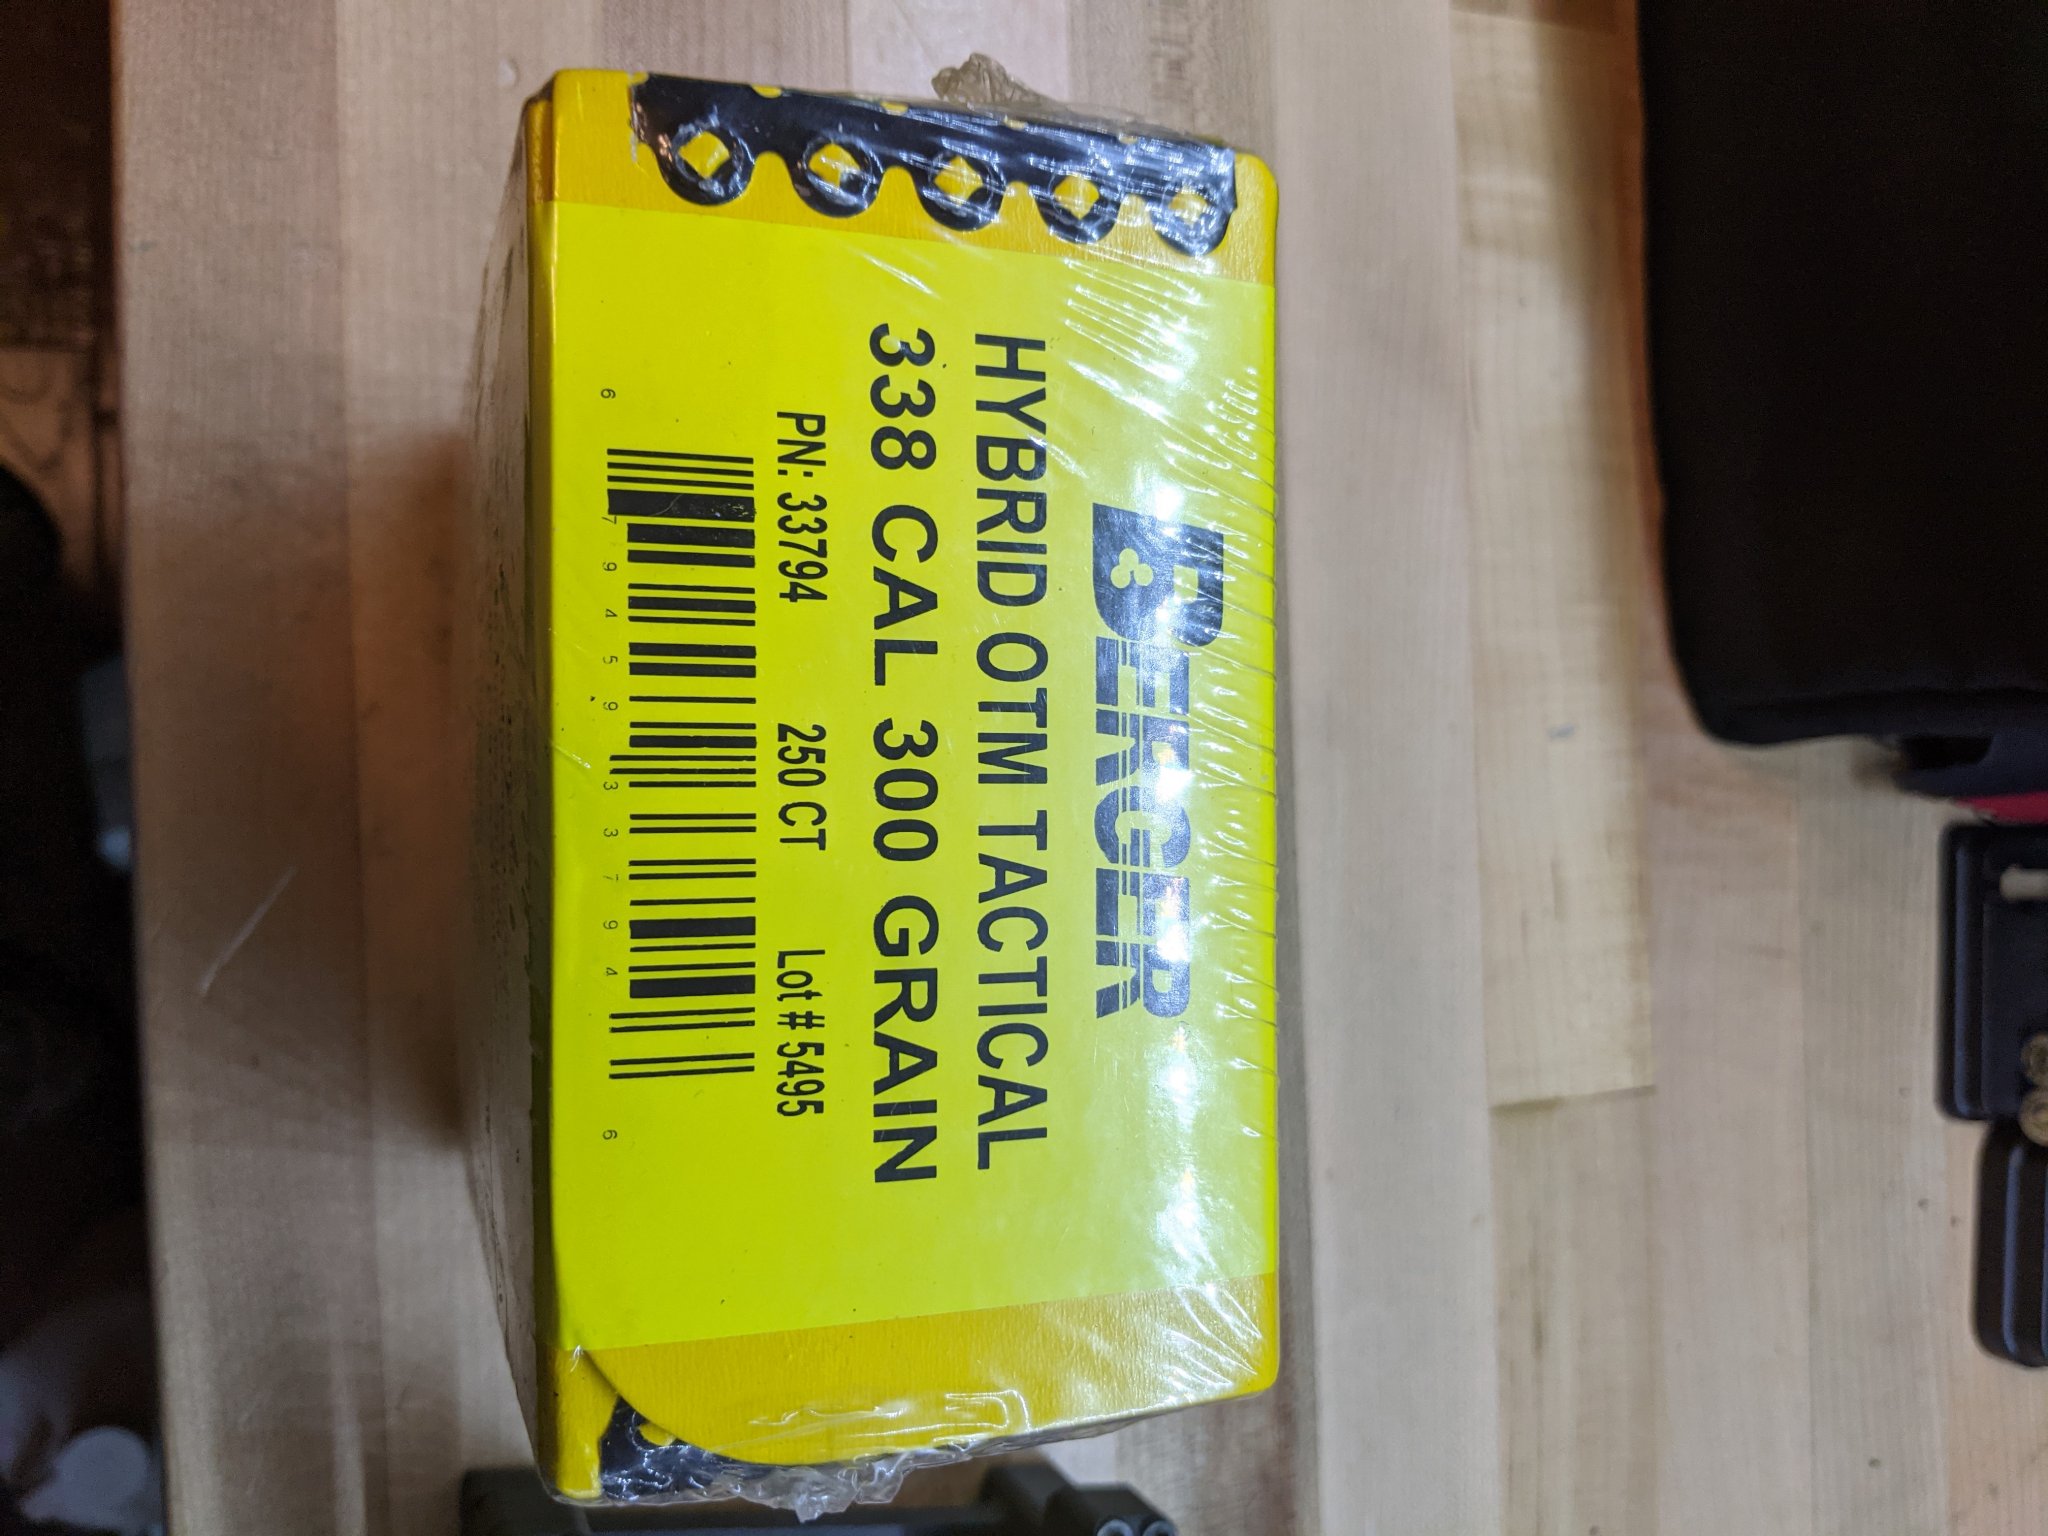 BERGER
HYBRID OTM TACTICAL
338 CAL 300 GRAIN
PN: 33794 250 CT Lot # 5495
6 79459 33794 6